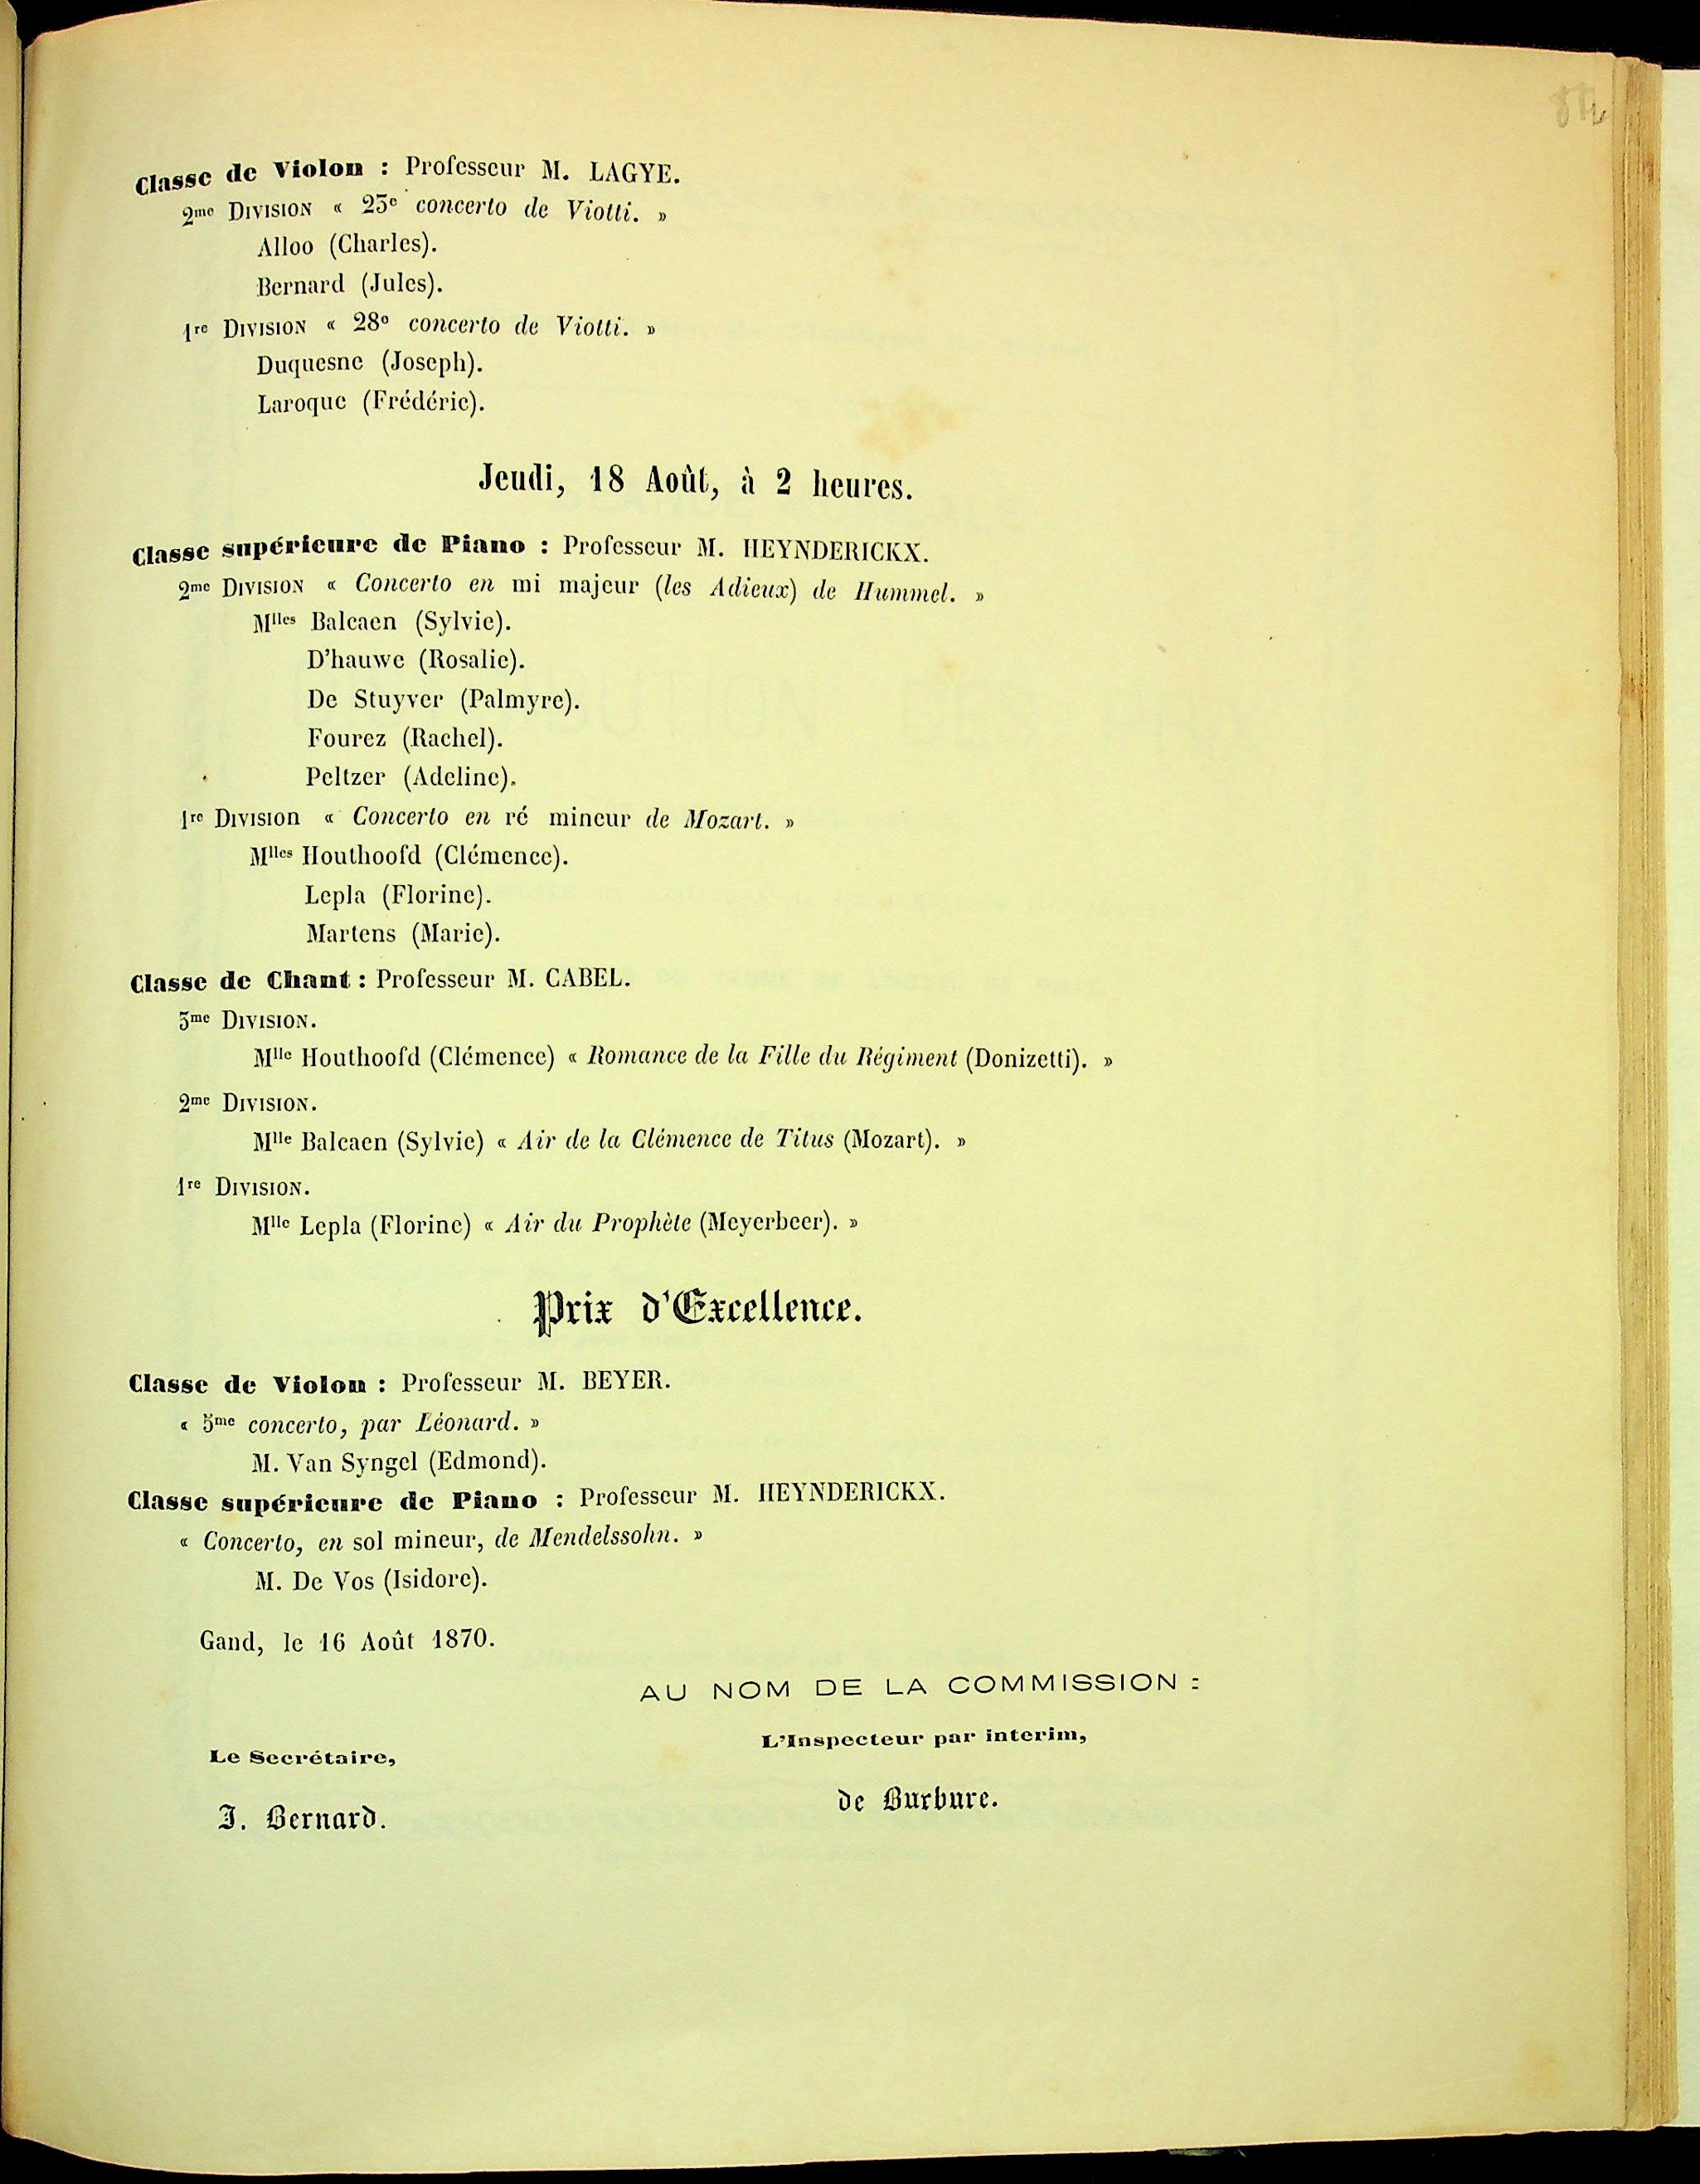 Classe de Violon : Professeur M. LAGYE.
2me Division « 23e concerto de Viotti. »
Alloo (Charles).
Bernard (Jules).
1re Division « 28e concerto de Viotti. »
Duquesne (Joseph).
Laroque (Frédéric).
Jeudi, 18 Août, à 2 heures.
Classe supérieure de Piano : Professeur M. HEYNDERICKX.
2me Division « Concerto en mi majeur (les Adieux) de Hummel. »
Mlles Balcaen (Sylvie).
D'hauwe (Rosalie).
De Stuyver (Palmyre).
Fourez (Rachel).
Peltzer (Adeline).
1re Division « Concerto en ré mineur de Mozart. »
Mlles Houthoofd (Clémence).
Lepla (Florine).
Martens (Marie).
Classe de Chant : Professeur M. CABEL.
3me Division.
Mlle Houthoofd (Clémence) « Romance de la Fille du Régiment (Donizetti). »
2me Division.
Mlle Balcaen (Sylvie) « Air de la Clémence de Titus (Mozart). »
1re Division.
Mlle Lepla (Florine) « Air du Prophète (Meyerbeer). »
Prix d'Excellence.
Classe de Violon : Professeur M. BEYER.
« 5me concerto, par Léonard. »
M. Van Syngel (Edmond).
Classe supérieure de Piano : Professeur M. HEYNDERICKX.
« Concerto, en sol mineur, de Mendelssohn. »
M. De Vos (Isidore).
Gand, le 16 Août 1870.
AU NOM DE LA COMMISSION :
L'Inspecteur par interim,
Le Secrétaire,
de Burbure.
J. Bernard.